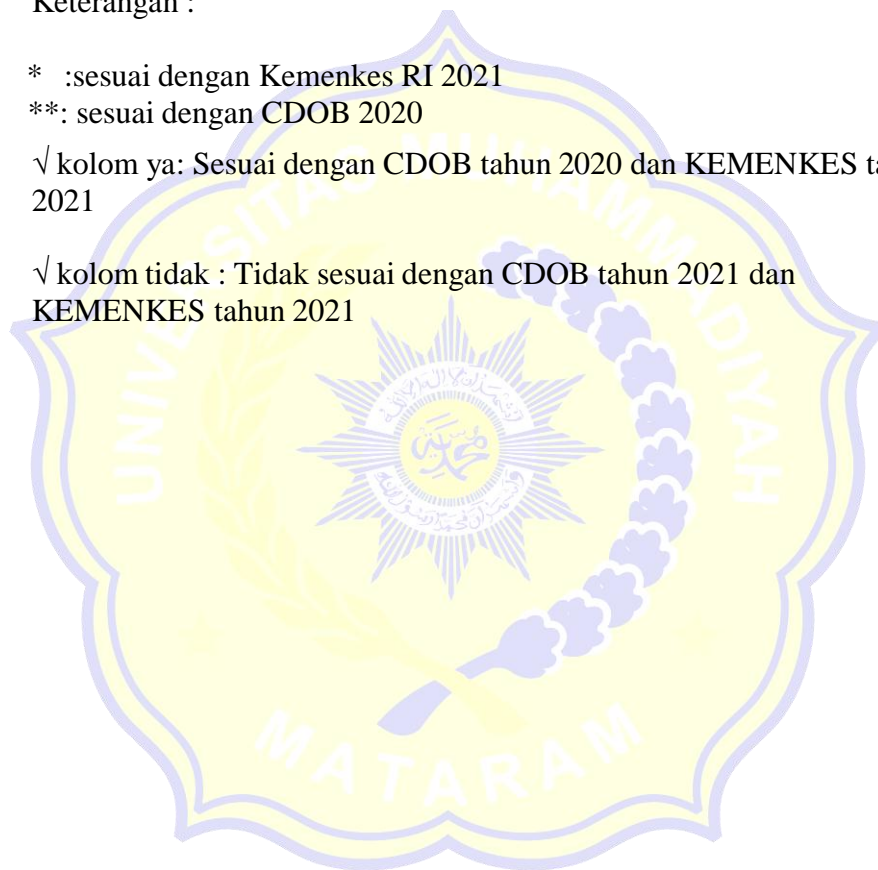 Keterangan :
* :sesuai dengan Kemenkes RI 2021
**: sesuai dengan CDOB 2020
√ kolom ya: Sesuai dengan CDOB tahun 2020 dan KEMENKES
2021
√ kolom tidak : Tidak sesuai dengan CDOB tahun 2021 dan
KEMENKES tahun 2021
UNIVERSITAS MUHAMMADIYAH
MATARAM